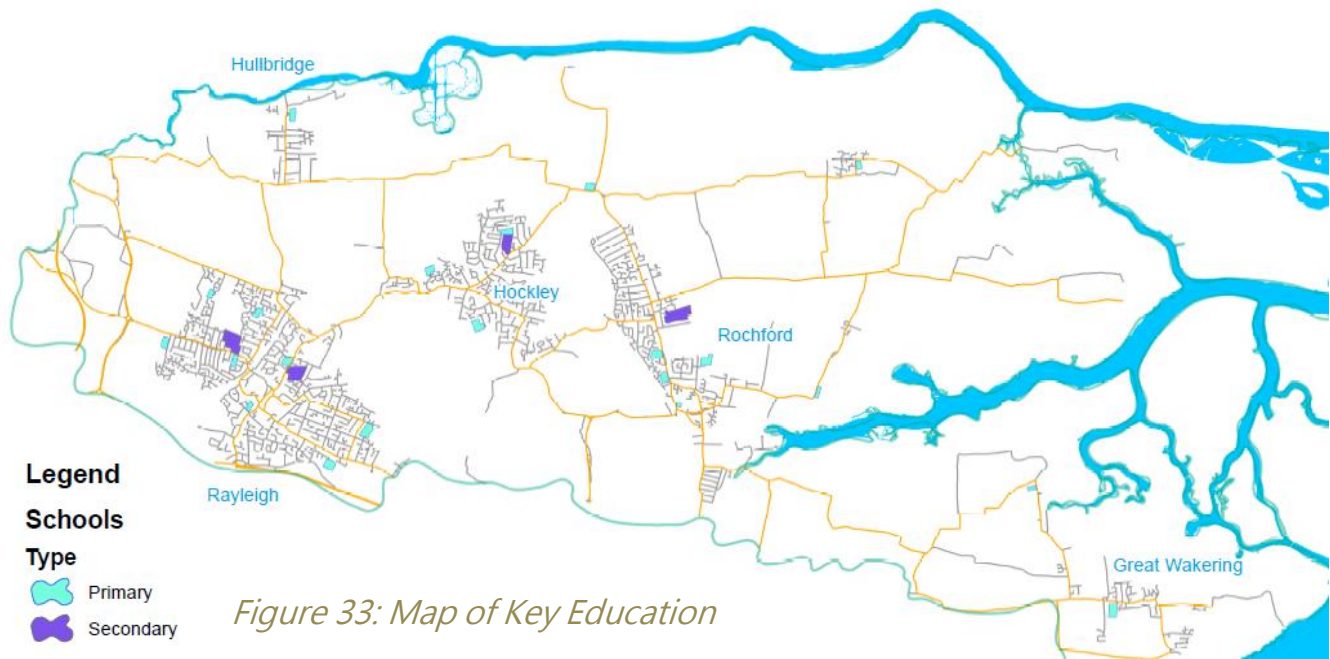 Hullbridge
Hockley
Rochford
Rayleigh
Great Wakering
Legend
Schools
Type
Primary
Secondary
Figure 33: Map of Key Education